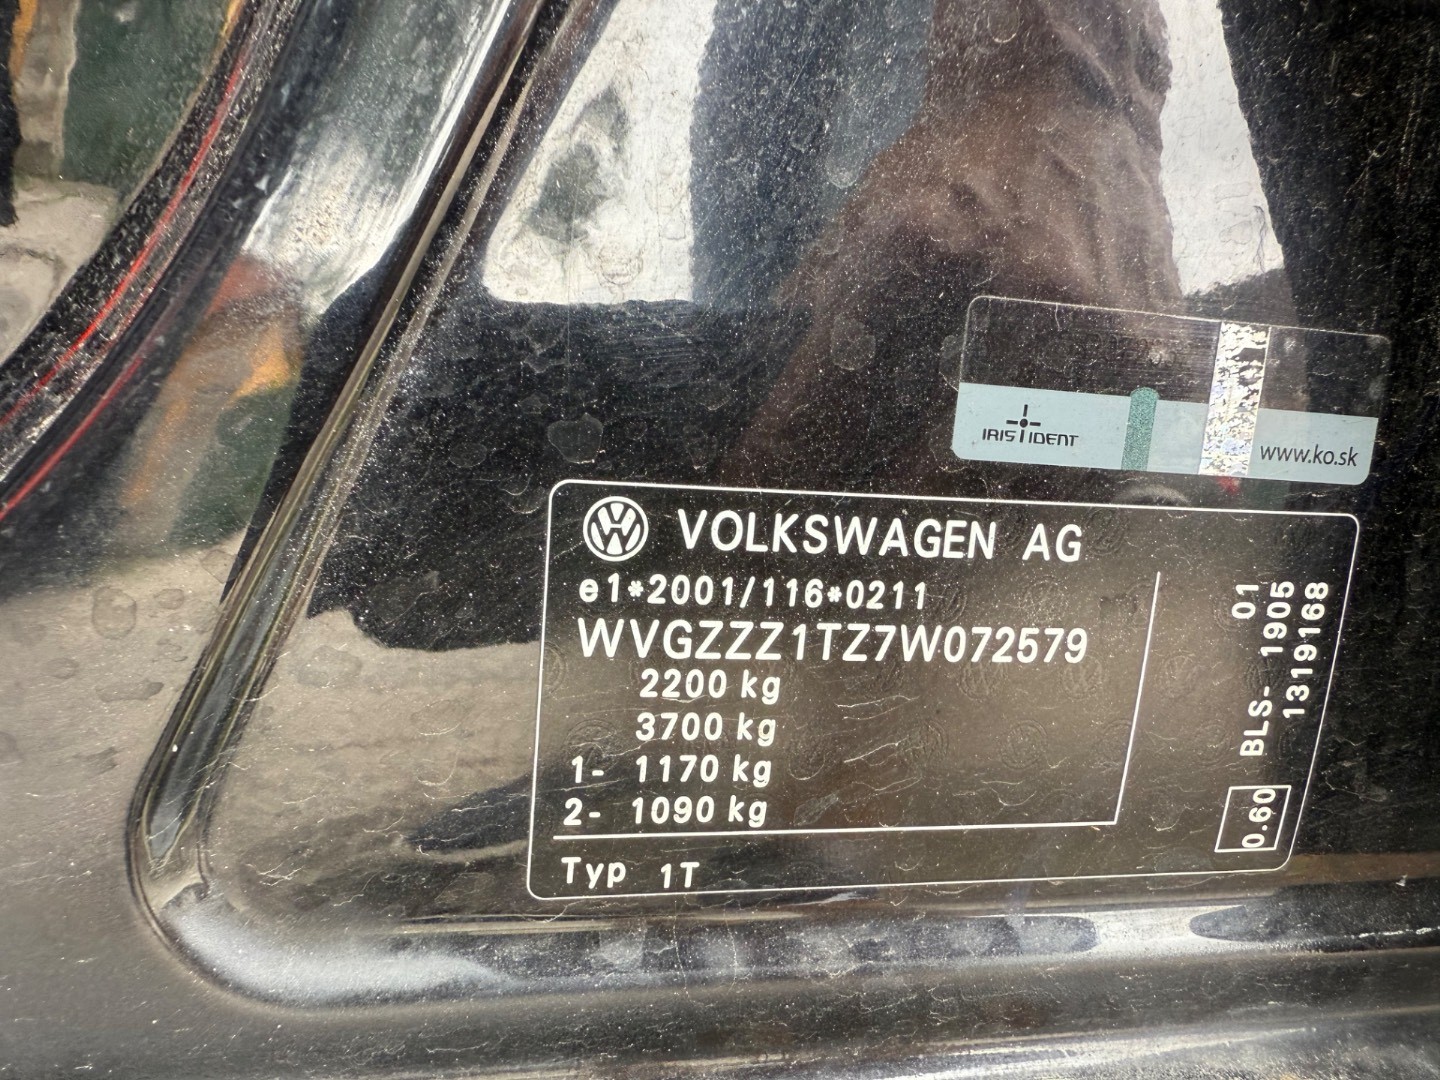 IRIS IDENT
www.ko.sk
VOLKSWAGEN AG
e1*2001/116*0211
WVGZZZ1TZ7W072579
2200 kg
3700 kg
1- 1170 kg
2- 1090 kg
Typ 1T
01
BLS- 1905
1319168
0.60